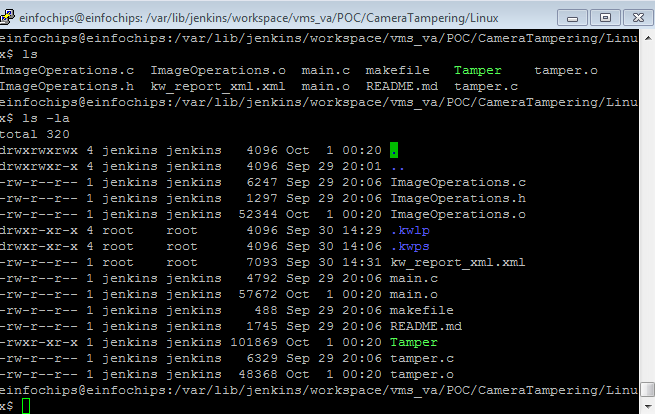 einfochips@einfochips: /var/lib/jenkins/workspace/vms_va/POC/CameraTampering/Linux
einfochips@einfochips:/var/lib/jenkins/workspace/vms_va/POC/CameraTampering/Linu
x$ ls
ImageOperations.c  ImageOperations.o  main.c  makefile   Tamper    tamper.o
ImageOperations.h  kw_report_xml.xml  main.o  README.md  tamper.c
einfochips@einfochips:/var/lib/jenkins/workspace/vms_va/POC/CameraTampering/Linu
x$ ls -la
total 320
drwxrwxrwx 4 jenkins jenkins   4096 Oct  1 00:20 .
drwxrwxr-x 4 jenkins jenkins   4096 Sep 29 20:01 ..
-rw-r--r-- 1 jenkins jenkins   6247 Sep 29 20:06 ImageOperations.c
-rw-r--r-- 1 jenkins jenkins   1297 Sep 29 20:06 ImageOperations.h
-rw-r--r-- 1 jenkins jenkins  52344 Oct  1 00:20 ImageOperations.o
drwxr-xr-x 4 root    root      4096 Sep 30 14:29 .kwlp
drwxr-xr-x 4 root    root      4096 Sep 30 14:06 .kwps
-rw-r--r-- 1 root    root      7093 Sep 30 14:31 kw_report_xml.xml
-rw-r--r-- 1 jenkins jenkins   4792 Sep 29 20:06 main.c
-rw-r--r-- 1 jenkins jenkins  57672 Oct  1 00:20 main.o
-rw-r--r-- 1 jenkins jenkins    488 Sep 29 20:06 makefile
-rw-r--r-- 1 jenkins jenkins   1745 Sep 29 20:06 README.md
-rwxr-xr-x 1 jenkins jenkins 101869 Oct  1 00:20 Tamper
-rw-r--r-- 1 jenkins jenkins   6329 Sep 29 20:06 tamper.c
-rw-r--r-- 1 jenkins jenkins  48368 Oct  1 00:20 tamper.o
einfochips@einfochips:/var/lib/jenkins/workspace/vms_va/POC/CameraTampering/Linu
x$